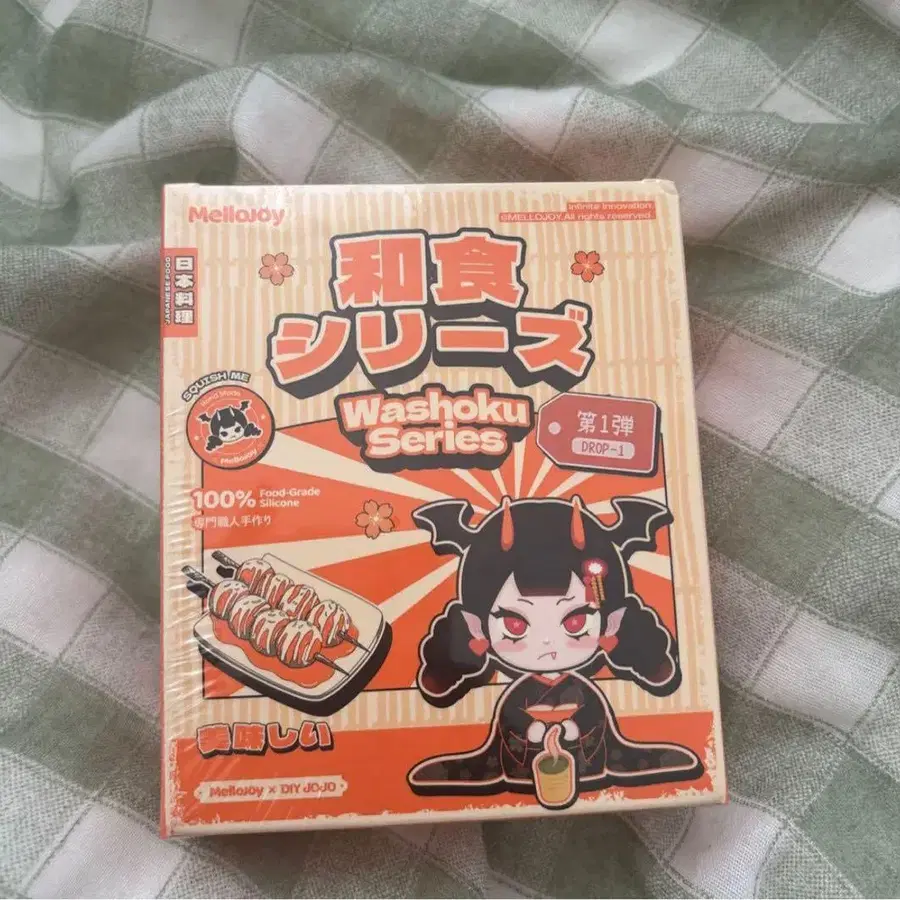 MelloJoy
Infinite Innovation.
©MELLOJOY.All rights reserved
日本料理
JAPANESE FOOD
和食
シリーズ
Washoku
Series
第1弾
DROP-1
SQUISH ME
Hand Made
MelloJoy
100% Food-Grade
Silicone
専門職人手作り
美味しい
MelloJoy × DIY JOJO